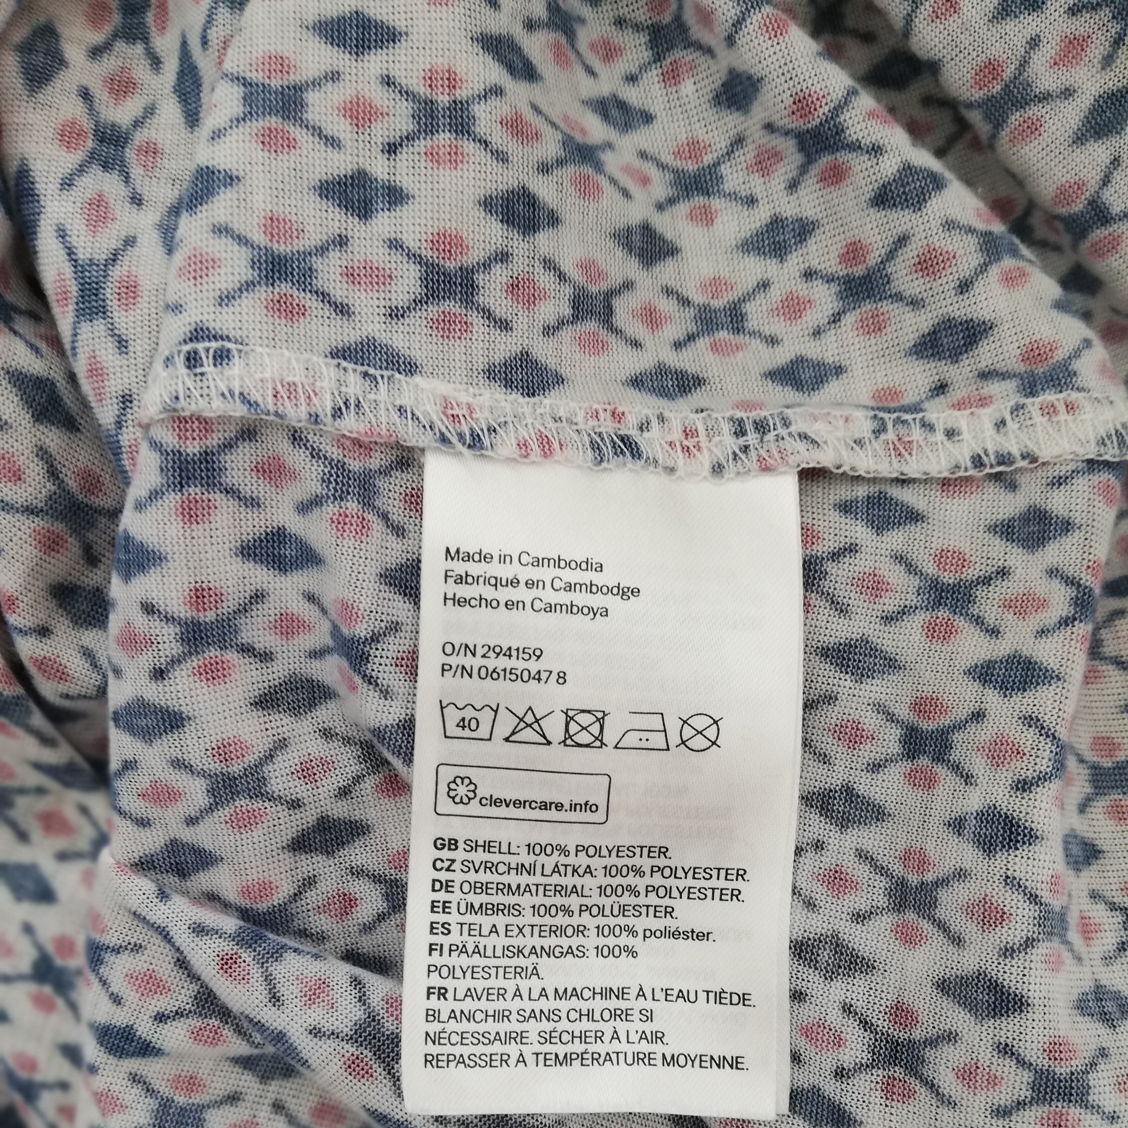 Made in Cambodia
Fabriqué en Cambodge
Hecho en Camboya
O/N 294159
P/N 0615047 8
40
clevercare.info
GB SHELL: 100% POLYESTER.
CZ SVRCHNÍ LÁTKA: 100% POLYESTER.
DE OBERMATERIAL: 100% POLYESTER.
EE ÜMBRIS: 100% POLÜESTER.
ES TELA EXTERIOR: 100% poliéster.
FI PÄÄLLISKANGAS: 100%
POLYESTERIÄ.
FR LAVER À LA MACHINE À L'EAU TIÈDE.
BLANCHIR SANS CHLORE SI
NÉCESSAIRE. SÉCHER À L'AIR.
REPASSER À TEMPÉRATURE MOYENNE.